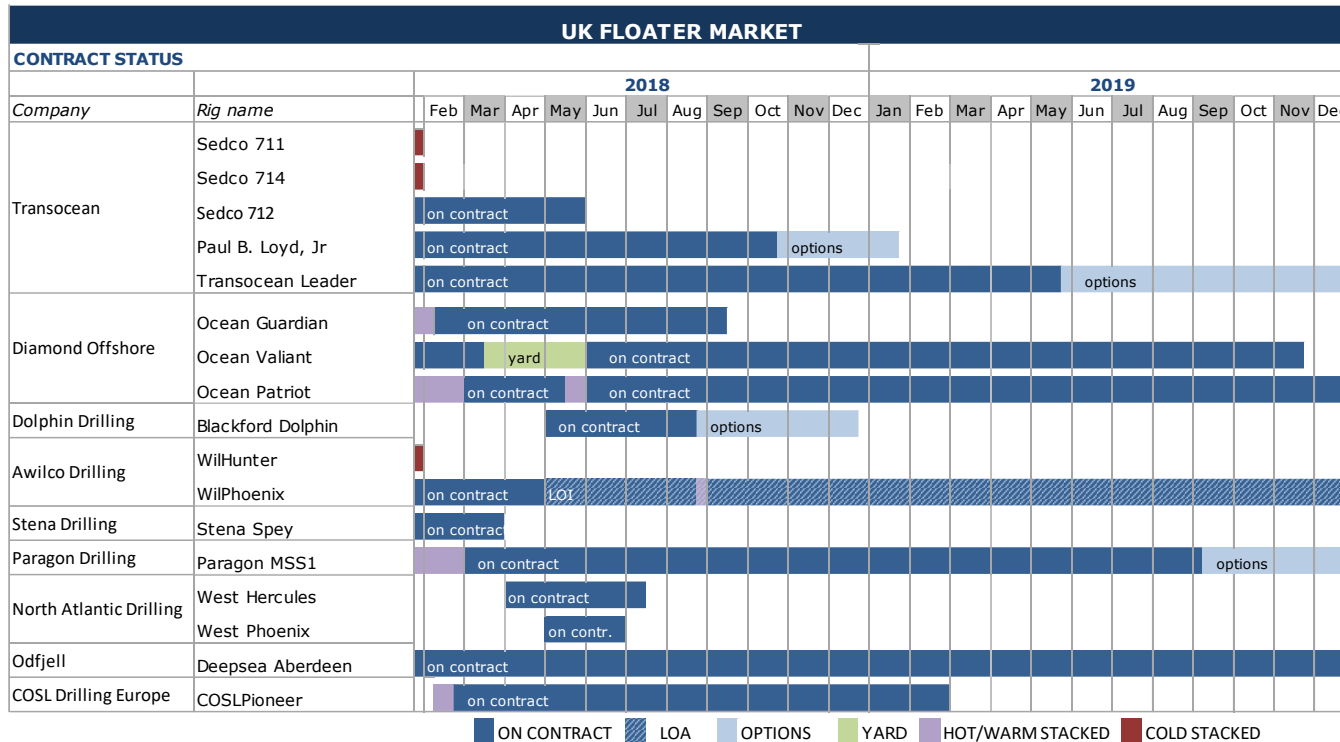 UK FLOATER MARKET
CONTRACT STATUS
2018 2019
Company Rig name Feb Mar Apr May Jun Jul Aug Sep Oct Nov Dec Jan Feb Mar Apr May Jun Jul Aug Sep Oct Nov Dec
Transocean
Sedco 711
Sedco 714
Sedco 712 on contract
Paul B. Loyd, Jr on contract options
Transocean Leader on contract options
Diamond Offshore
Ocean Guardian on contract
Ocean Valiant yard on contract
Ocean Patriot on contract on contract
Dolphin Drilling Blackford Dolphin on contract options
Awilco Drilling
WilHunter
WilPhoenix on contract LOI
Stena Drilling Stena Spey on contract
Paragon Drilling Paragon MSS1 on contract options
North Atlantic Drilling
West Hercules on contract
West Phoenix on contr.
Odfjell Deepsea Aberdeen on contract
COSL Drilling Europe COSLPioneer on contract
ON CONTRACT LOA OPTIONS YARD HOT/WARM STACKED COLD STACKED